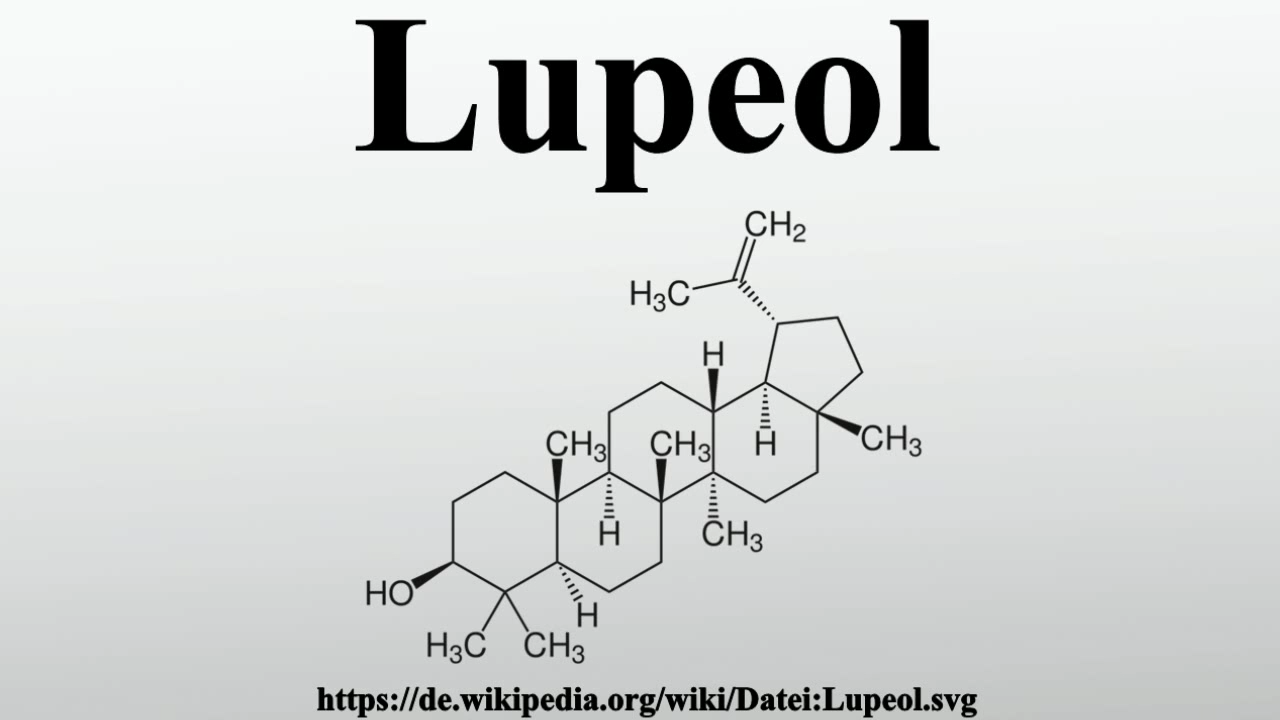 Lupeol
CH₂
H₃C
H
CH₃ CH₃ H CH₃
H CH₃
HO H
H₃C CH₃
https://de.wikipedia.org/wiki/Datei:Lupeol.svg